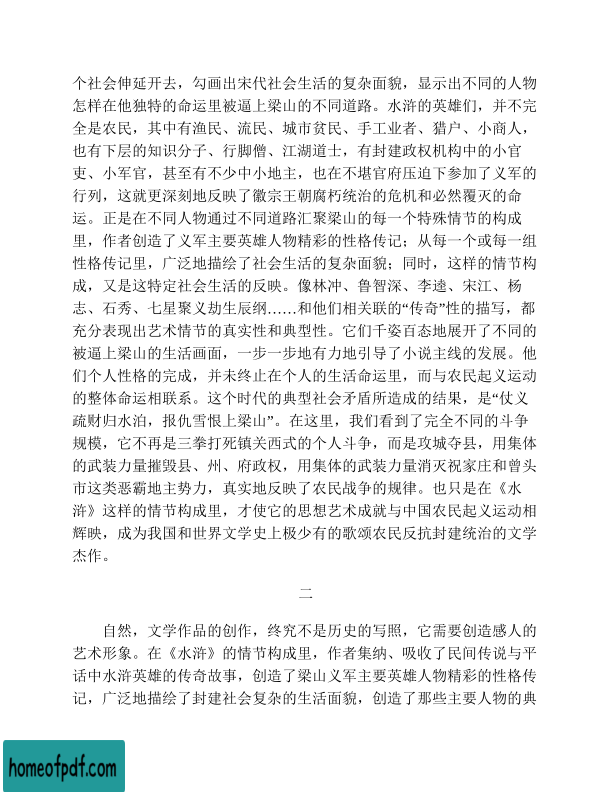 个社会伸延开去，勾画出宋代社会生活的复杂面貌，显示出不同的人物
怎样在他独特的命运里被逼上梁山的不同道路。水浒的英雄们，并不完
全是农民，其中有渔民、流民、城市贫民、手工业者、猎户、小商人，
也有下层的知识分子、行脚僧、江湖道士，有封建政权机构中的小官
吏、小军官，甚至有不少中小地主，也在不堪官府压迫下参加了义军的
行列，这就更深刻地反映了徽宗王朝腐朽统治的危机和必然覆灭的命
运。正是在不同人物通过不同道路汇聚梁山的每一个特殊情节的构成
里，作者创造了义军主要英雄人物精彩的性格传记；从每一个或每一组
性格传记里，广泛地描绘了社会生活的复杂面貌；同时，这样的情节构
成，又是这特定社会生活的反映。像林冲、鲁智深、李逵、宋江、杨
志、石秀、七星聚义劫生辰纲……和他们相关联的“传奇”性的描写，都
充分表现出艺术情节的真实性和典型性。它们千姿百态地展开了不同的
被逼上梁山的生活画面，一步一步地有力地引导了小说主线的发展。他
们个人性格的完成，并未终止在个人的生活命运里，而与农民起义运动
的整体命运相联系。这个时代的典型社会矛盾所造成的结果，是“仗义
疏财归水泊，报仇雪恨上梁山”。在这里，我们看到了完全不同的斗争
规模，它不再是三拳打死镇关西式的个人斗争，而是攻城夺县，用集体
的武装力量摧毁县、州、府政权，用集体的武装力量消灭祝家庄和曾头
市这类恶霸地主势力，真实地反映了农民战争的规律。也只是在《水
浒》这样的情节构成里，才使它的思想艺术成就与中国农民起义运动相
辉映，成为我国和世界文学史上极少有的歌颂农民反抗封建统治的文学
杰作。
二
自然，文学作品的创作，终究不是历史的写照，它需要创造感人的
艺术形象。在《水浒》的情节构成里，作者集纳、吸收了民间传说与平
话中水浒英雄的传奇故事，创造了梁山义军主要英雄人物精彩的性格传
记，广泛地描绘了封建社会复杂的生活面貌，创造了那些主要人物的典
homeofpdf.com